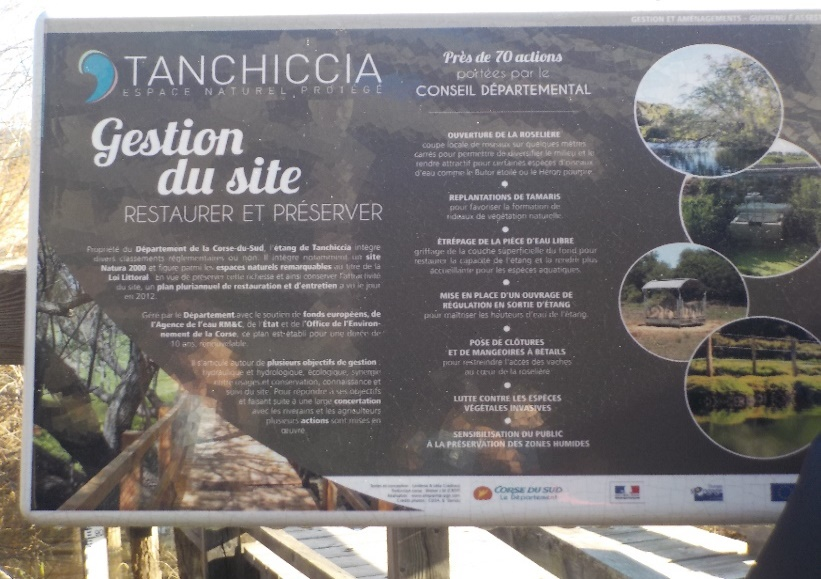 GESTION ET AMÉNAGEMENTS - GOVERNU È ASSEST
TANCHICCIA
ESPACE NATUREL PROTÉGÉ
Gestion
du site
RESTAURER ET PRÉSERVER
Propriété du Département de la Corse-du-Sud, l'étang de Tanchiccia intègre
divers classements réglementaires ou non. Il intègre notamment un site
Natura 2000 et figure parmi les espaces naturels remarquables au titre de la
Loi Littoral. En vue de préserver cette richesse et ainsi conserver l'attractivité
du site, un plan pluriannuel de restauration et d'entretien a vu le jour
en 2012.
Géré par le Département avec le soutien de fonds européens, de
l'Agence de l'eau RM&C, de l'État et de l'Office de l'Environ-
nement de la Corse, ce plan est établi pour une durée de
10 ans, renouvelable.
Il s'articule autour de plusieurs objectifs de gestion :
hydraulique et hydrologique, écologique, synergie
entre usages et conservation, connaissance et
suivi du site. Pour répondre à ses objectifs
et faisant suite à une large concertation
avec les riverains et les agriculteurs
plusieurs actions sont mises en
œuvre.
Près de 70 actions
portées par le
CONSEIL DÉPARTEMENTAL
OUVERTURE DE LA ROSELIÈRE
coupe locale de roseaux sur quelques mètres
carrés pour permettre de diversifier le milieu et le
rendre attractif pour certaines espèces d'oiseaux
d'eau comme le Butor étoilé ou le Héron pourpré.
REPLANTATIONS DE TAMARIS
pour favoriser la formation de
rideaux de végétation naturelle.
ÉTRÉPAGE DE LA PIÈCE D'EAU LIBRE
griffage de la couche superficielle du fond pour
restaurer la capacité de l'étang et la rendre plus
accueillante pour les espèces aquatiques.
MISE EN PLACE D'UN OUVRAGE DE
RÉGULATION EN SORTIE D'ÉTANG
pour maîtriser les hauteurs d'eau de l'étang.
POSE DE CLÔTURES
ET DE MANGEOIRES À BÉTAILS
pour restreindre l'accès des vaches
au cœur de la roselière
LUTTE CONTRE LES ESPÈCES
VÉGÉTALES INVASIVES
SENSIBILISATION DU PUBLIC
À LA PRÉSERVATION DES ZONES HUMIDES
CORSE DU SUD
Le Département